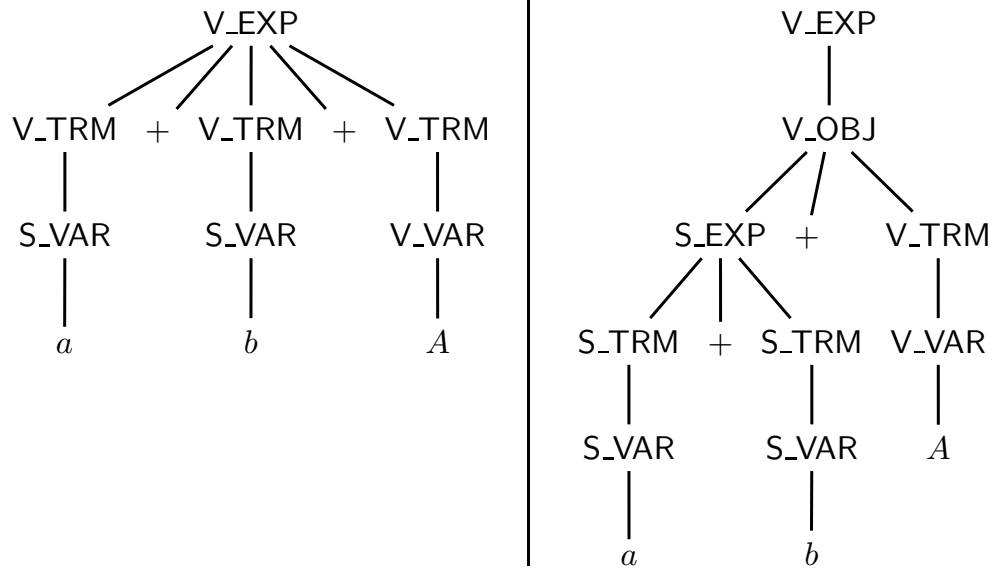 V_EXP
V_TRM + V_TRM + V_TRM
S_VAR S_VAR V_VAR
a b A
V_EXP
V_OBJ
S_EXP + V_TRM
S_TRM + S_TRM V_VAR
S_VAR S_VAR A
a b